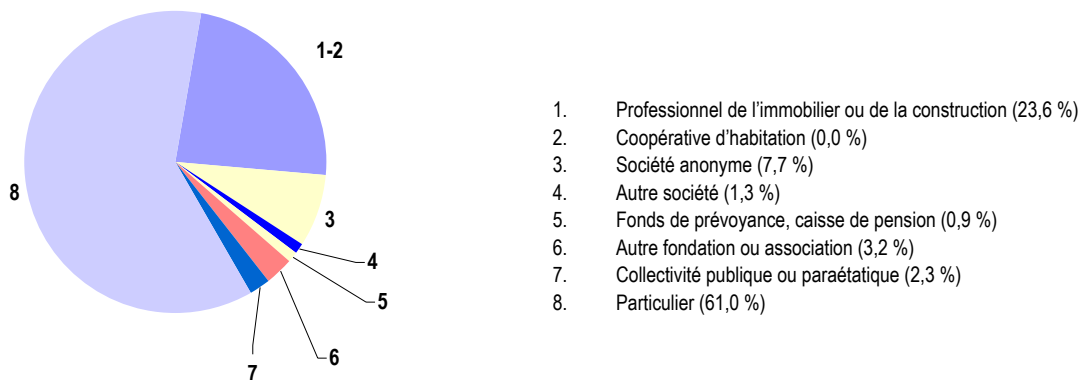 1-2
8
3
4
5
6
7
1. Professionnel de l’immobilier ou de la construction (23,6 %)
2. Coopérative d’habitation (0,0 %)
3. Société anonyme (7,7 %)
4. Autre société (1,3 %)
5. Fonds de prévoyance, caisse de pension (0,9 %)
6. Autre fondation ou association (3,2 %)
7. Collectivité publique ou paraétatique (2,3 %)
8. Particulier (61,0 %)